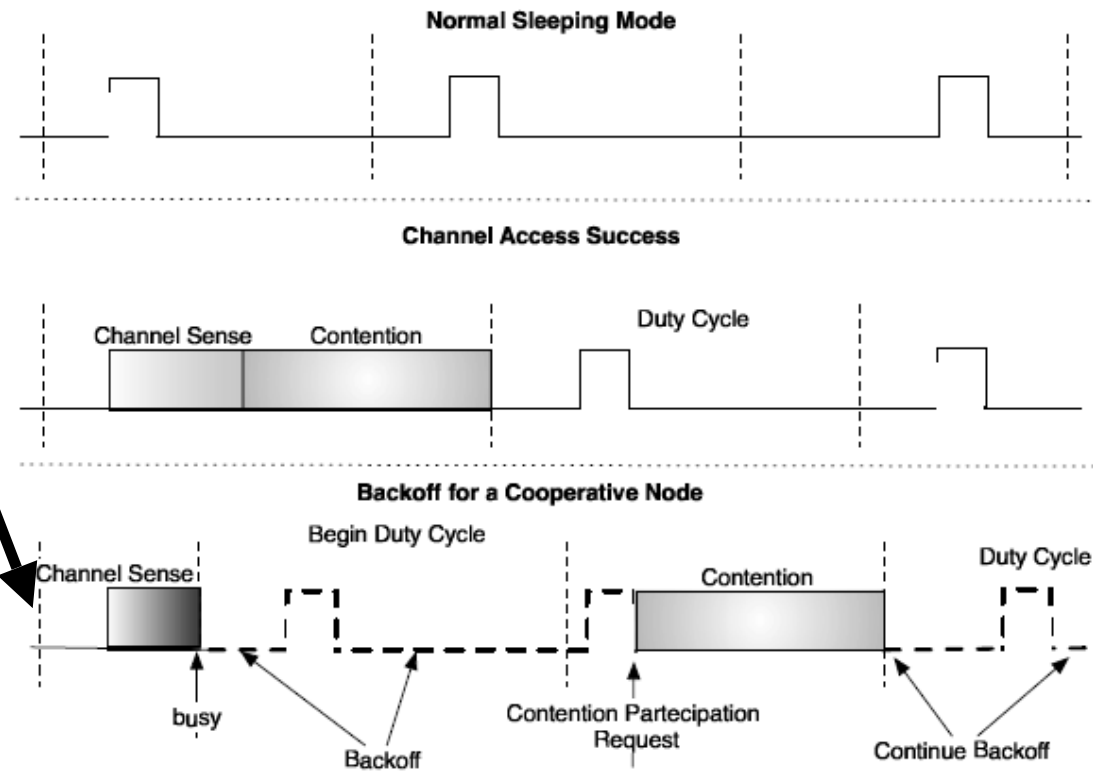 Normal Sleeping Mode
Channel Access Success
Channel Sense
Contention
Duty Cycle
Backoff for a Cooperative Node
Begin Duty Cycle
Channel Sense
Contention
Duty Cycle
busy
Backoff
Contention Partecipation
Request
Continue Backoff